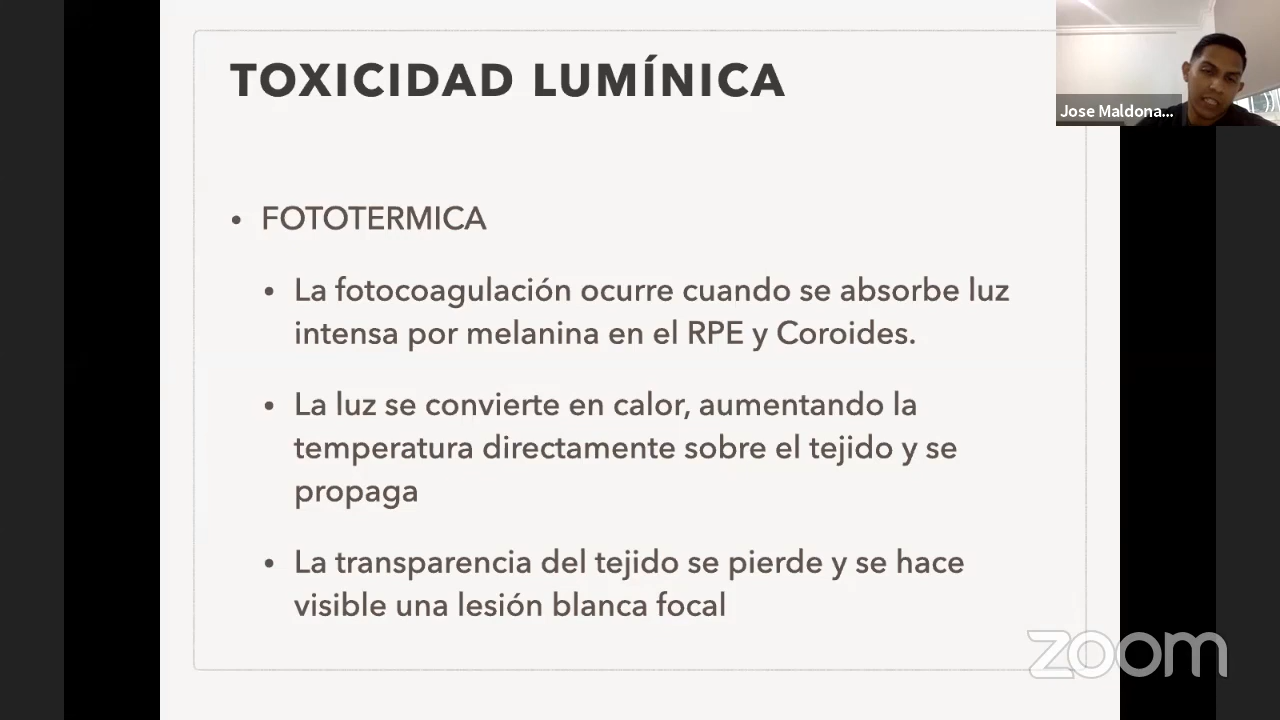 TOXICIDAD LUMÍNICA
Jose Maldona...
• FOTOTERMICA
• La fotocoagulación ocurre cuando se absorbe luz
intensa por melanina en el RPE y Coroides.
• La luz se convierte en calor, aumentando la
temperatura directamente sobre el tejido y se
propaga
• La transparencia del tejido se pierde y se hace
visible una lesión blanca focal
zoom